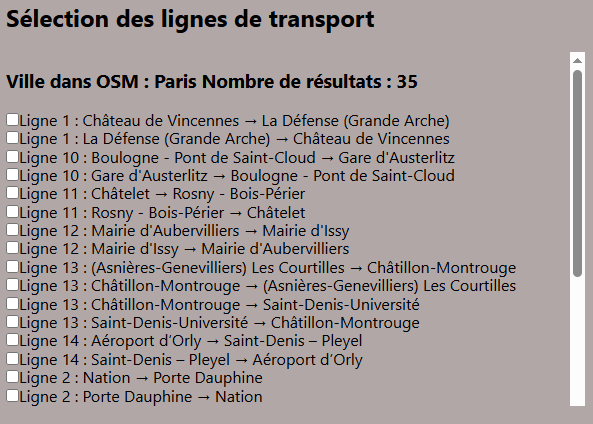 Sélection des lignes de transport
Ville dans OSM : Paris Nombre de résultats : 35
Ligne 1 : Château de Vincennes → La Défense (Grande Arche)
Ligne 1 : La Défense (Grande Arche) → Château de Vincennes
Ligne 10 : Boulogne - Pont de Saint-Cloud → Gare d'Austerlitz
Ligne 10 : Gare d'Austerlitz → Boulogne - Pont de Saint-Cloud
Ligne 11 : Châtelet → Rosny - Bois-Périer
Ligne 11 : Rosny - Bois-Périer → Châtelet
Ligne 12 : Mairie d'Aubervilliers → Mairie d'Issy
Ligne 12 : Mairie d'Issy → Mairie d'Aubervilliers
Ligne 13 : (Asnières-Genevilliers) Les Courtilles → Châtillon-Montrouge
Ligne 13 : Châtillon-Montrouge → (Asnières-Genevilliers) Les Courtilles
Ligne 13 : Châtillon-Montrouge → Saint-Denis-Université
Ligne 13 : Saint-Denis-Université → Châtillon-Montrouge
Ligne 14 : Aéroport d’Orly → Saint-Denis – Pleyel
Ligne 14 : Saint-Denis – Pleyel → Aéroport d’Orly
Ligne 2 : Nation → Porte Dauphine
Ligne 2 : Porte Dauphine → Nation